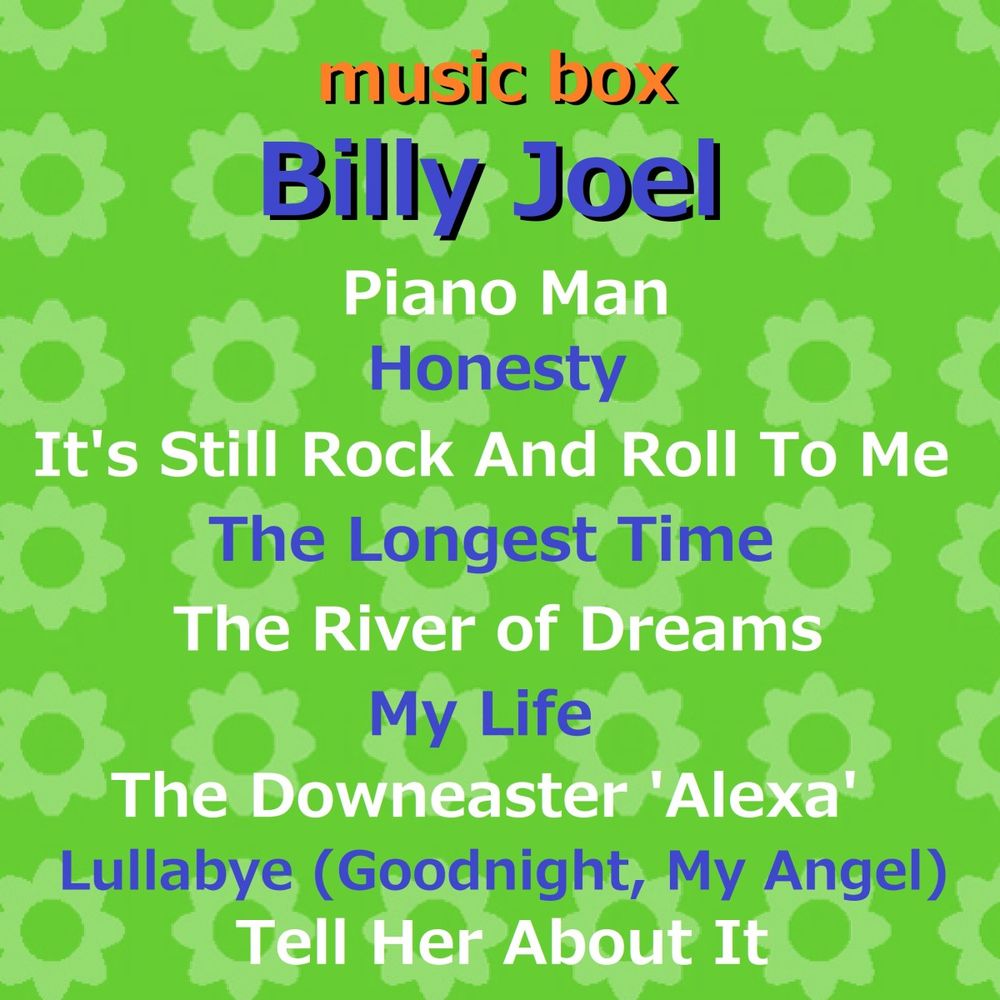 music box
Billy Joel
Piano Man
Honesty
It's Still Rock And Roll To Me
The Longest Time
The River of Dreams
My Life
The Downeaster 'Alexa'
Lullabye (Goodnight, My Angel)
Tell Her About It